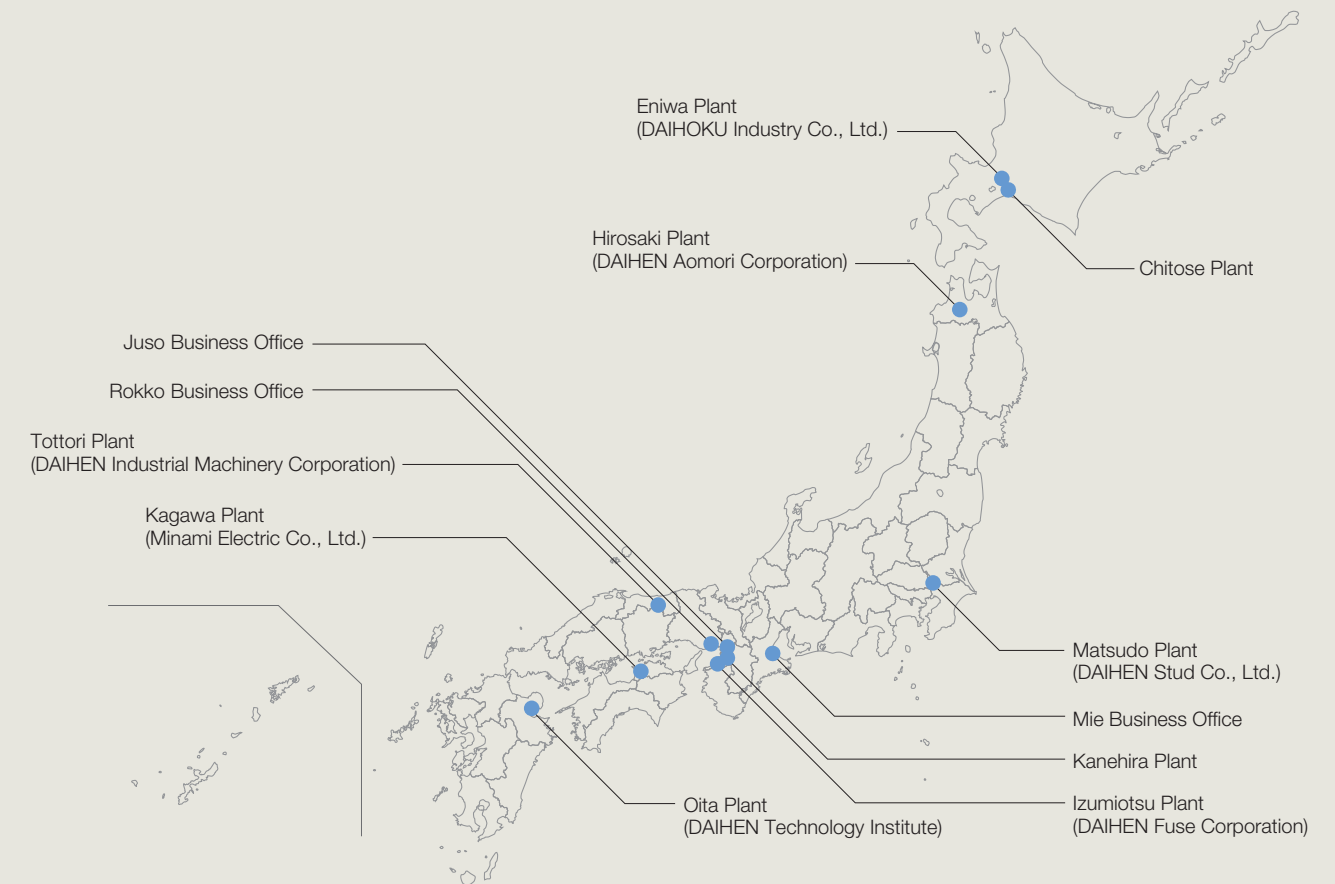 Eniwa Plant
(DAIHOKU Industry Co., Ltd.)
Hirosaki Plant
(DAIHEN Aomori Corporation)
Chitose Plant
Juso Business Office
Rokko Business Office
Tottori Plant
(DAIHEN Industrial Machinery Corporation)
Kagawa Plant
(Minami Electric Co., Ltd.)
Matsudo Plant
(DAIHEN Stud Co., Ltd.)
Mie Business Office
Kanehira Plant
Izumiotsu Plant
(DAIHEN Fuse Corporation)
Oita Plant
(DAIHEN Technology Institute)